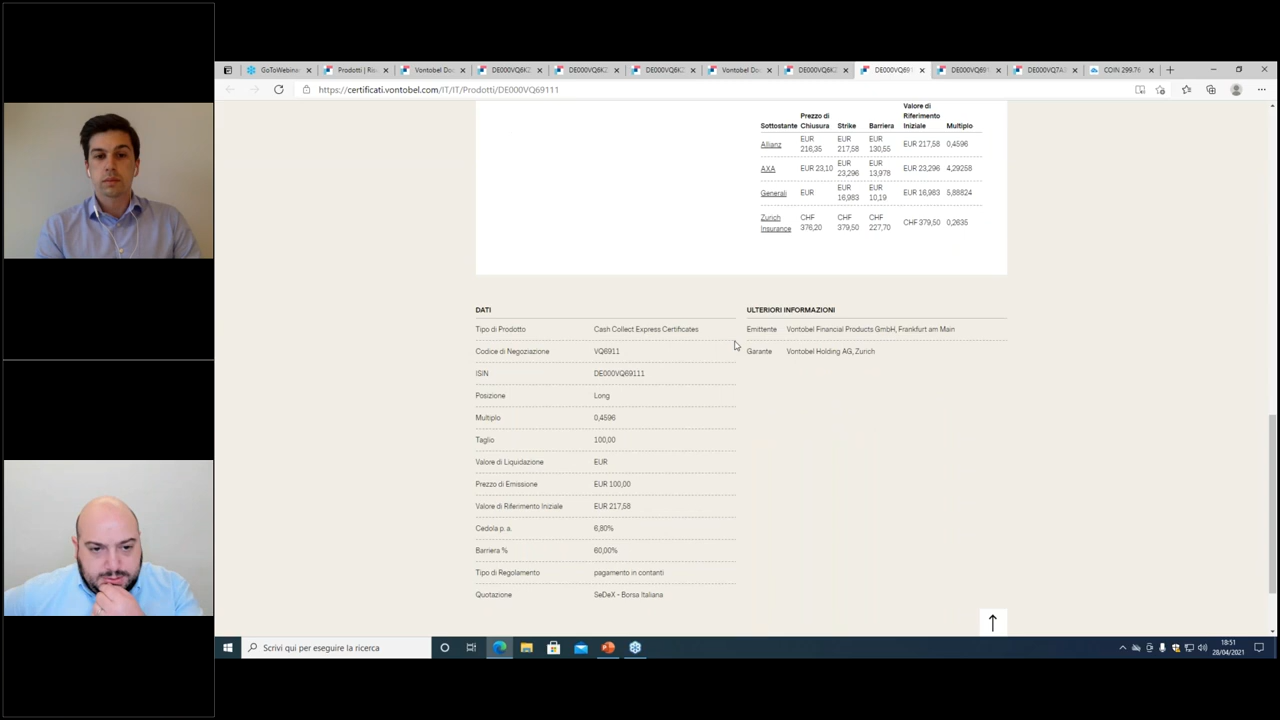 GoToWebina
Prodotti | Ri
Vontobel Do
DE000VQ6K
DE000VQ6K
DE000VQ6K
Vontobel Do
DE000VQ6K
DE000VQ691
DE000VQ691
DE000VQ7A
COIN 299.76
https://certificati.vontobel.com/IT/IT/Prodotti/DE000VQ69111
Sottostante Prezzo di Chiusura Strike Barriera Valore di Riferimento Iniziale Multiplo
Allianz EUR 216,35 EUR 217,58 EUR 130,55 EUR 217,58 0,4596
AXA EUR 23,10 EUR 23,296 EUR 13,978 EUR 23,296 4,29258
Generali EUR EUR 16,983 EUR 10,19 EUR 16,983 5,88824
Zurich Insurance CHF 376,20 CHF 379,50 CHF 227,70 CHF 379,50 0,2635
DATI
Tipo di Prodotto Cash Collect Express Certificates
Codice di Negoziazione VQ6911
ISIN DE000VQ69111
Posizione Long
Multiplo 0,4596
Taglio 100,00
Valore di Liquidazione EUR
Prezzo di Emissione EUR 100,00
Valore di Riferimento Iniziale EUR 217,58
Cedola p. a. 6,80%
Barriera % 60,00%
Tipo di Regolamento pagamento in contanti
Quotazione SeDeX - Borsa Italiana
ULTERIORI INFORMAZIONI
Emittente Vontobel Financial Products GmbH, Frankfurt am Main
Garante Vontobel Holding AG, Zurich
Scrivi qui per eseguire la ricerca
18:51
28/04/2021